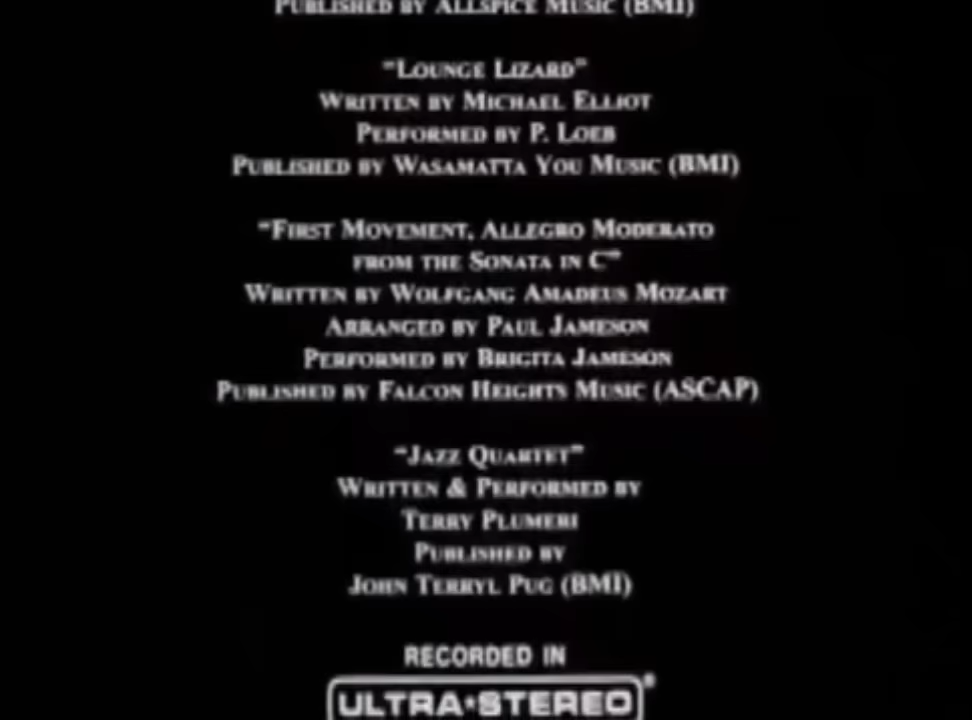 Published by Allspice Music (BMI)
"Lounge Lizard"
Written by Michael Elliot
Performed by P. Loeb
Published by Wasamatta You Music (BMI)
"First Movement, Allegro Moderato
from the Sonata in C"
Written by Wolfgang Amadeus Mozart
Arranged by Paul Jameson
Performed by Brigita Jameson
Published by Falcon Heights Music (ASCAP)
"Jazz Quartet"
Written & Performed by
Terry Plumeri
Published by
John Terryl Pug (BMI)
RECORDED IN
ULTRA★STEREO®